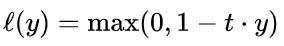 ℓ(y) = max(0, 1 − t · y)